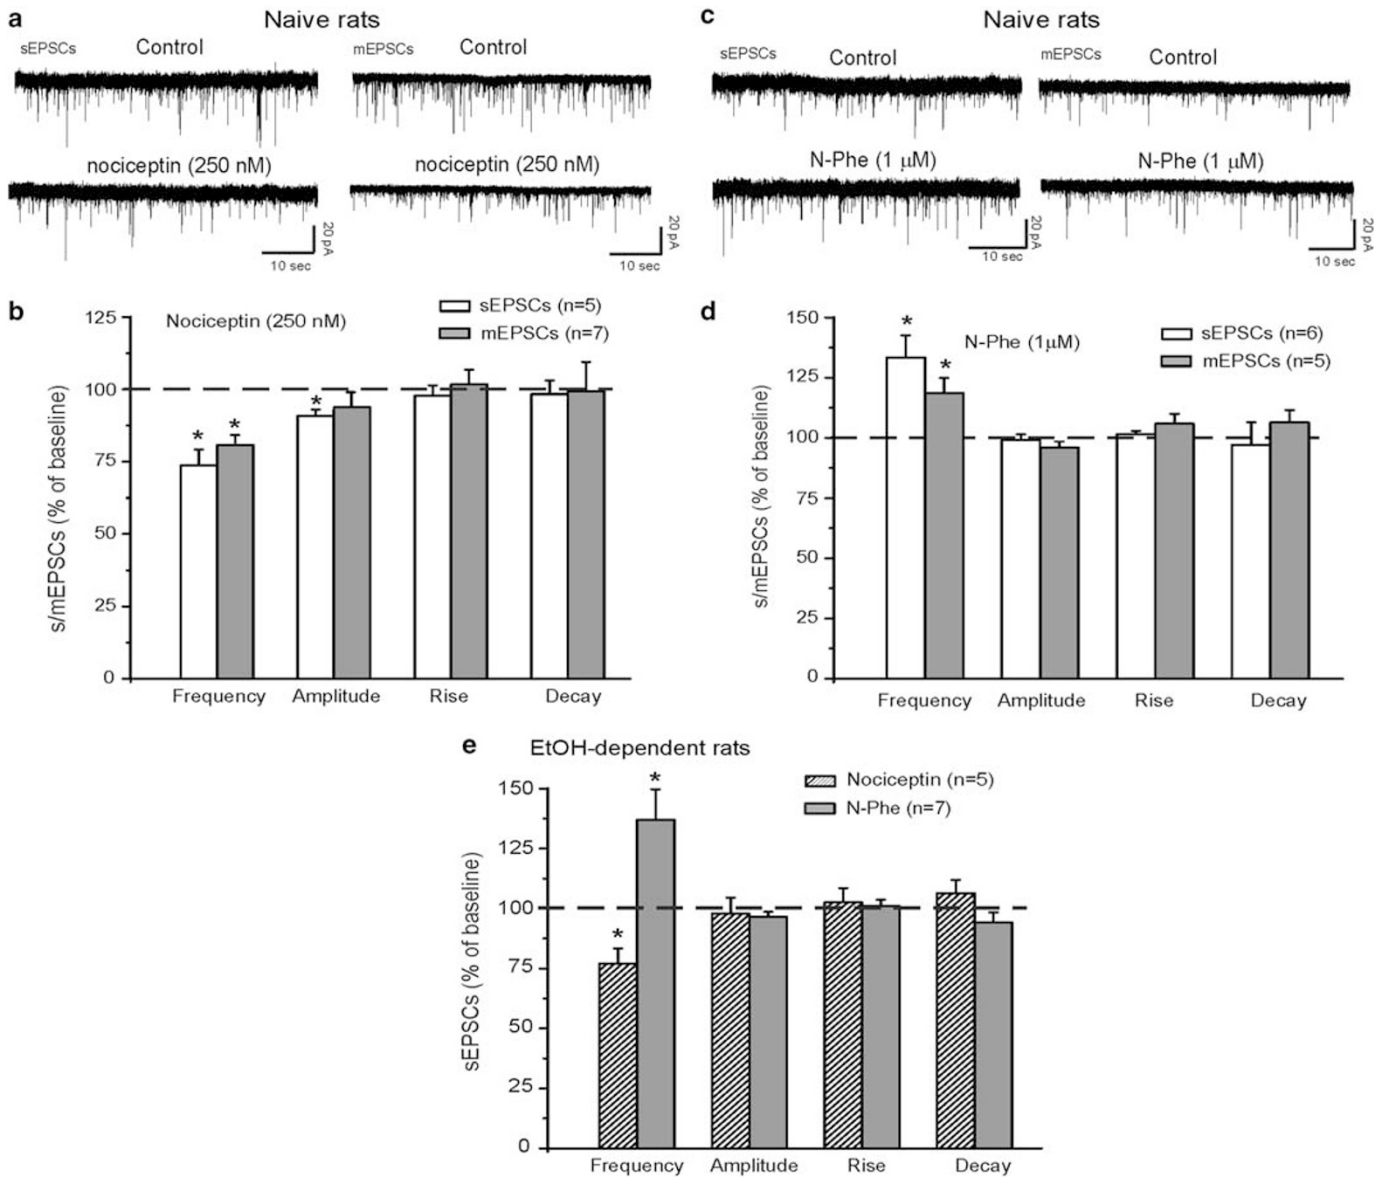 a
Naive rats
sEPSCs
Control
mEPSCs
Control
nociceptin (250 nM)
nociceptin (250 nM)
20 pA
10 sec
20 pA
10 sec
c
Naive rats
sEPSCs
Control
mEPSCs
Control
N-Phe (1 μM)
N-Phe (1 μM)
20 pA
10 sec
20 pA
10 sec
b
Nociceptin (250 nM)
sEPSCs (n=5)
mEPSCs (n=7)
s/mEPSCs (% of baseline)
125
100
75
50
25
0
* * *
Frequency Amplitude Rise Decay
d
N-Phe (1μM)
sEPSCs (n=6)
mEPSCs (n=5)
s/mEPSCs (% of baseline)
150
125
100
75
50
25
0
* *
Frequency Amplitude Rise Decay
e
EtOH-dependent rats
Nociceptin (n=5)
N-Phe (n=7)
sEPSCs (% of baseline)
150
125
100
75
50
25
0
* *
Frequency Amplitude Rise Decay